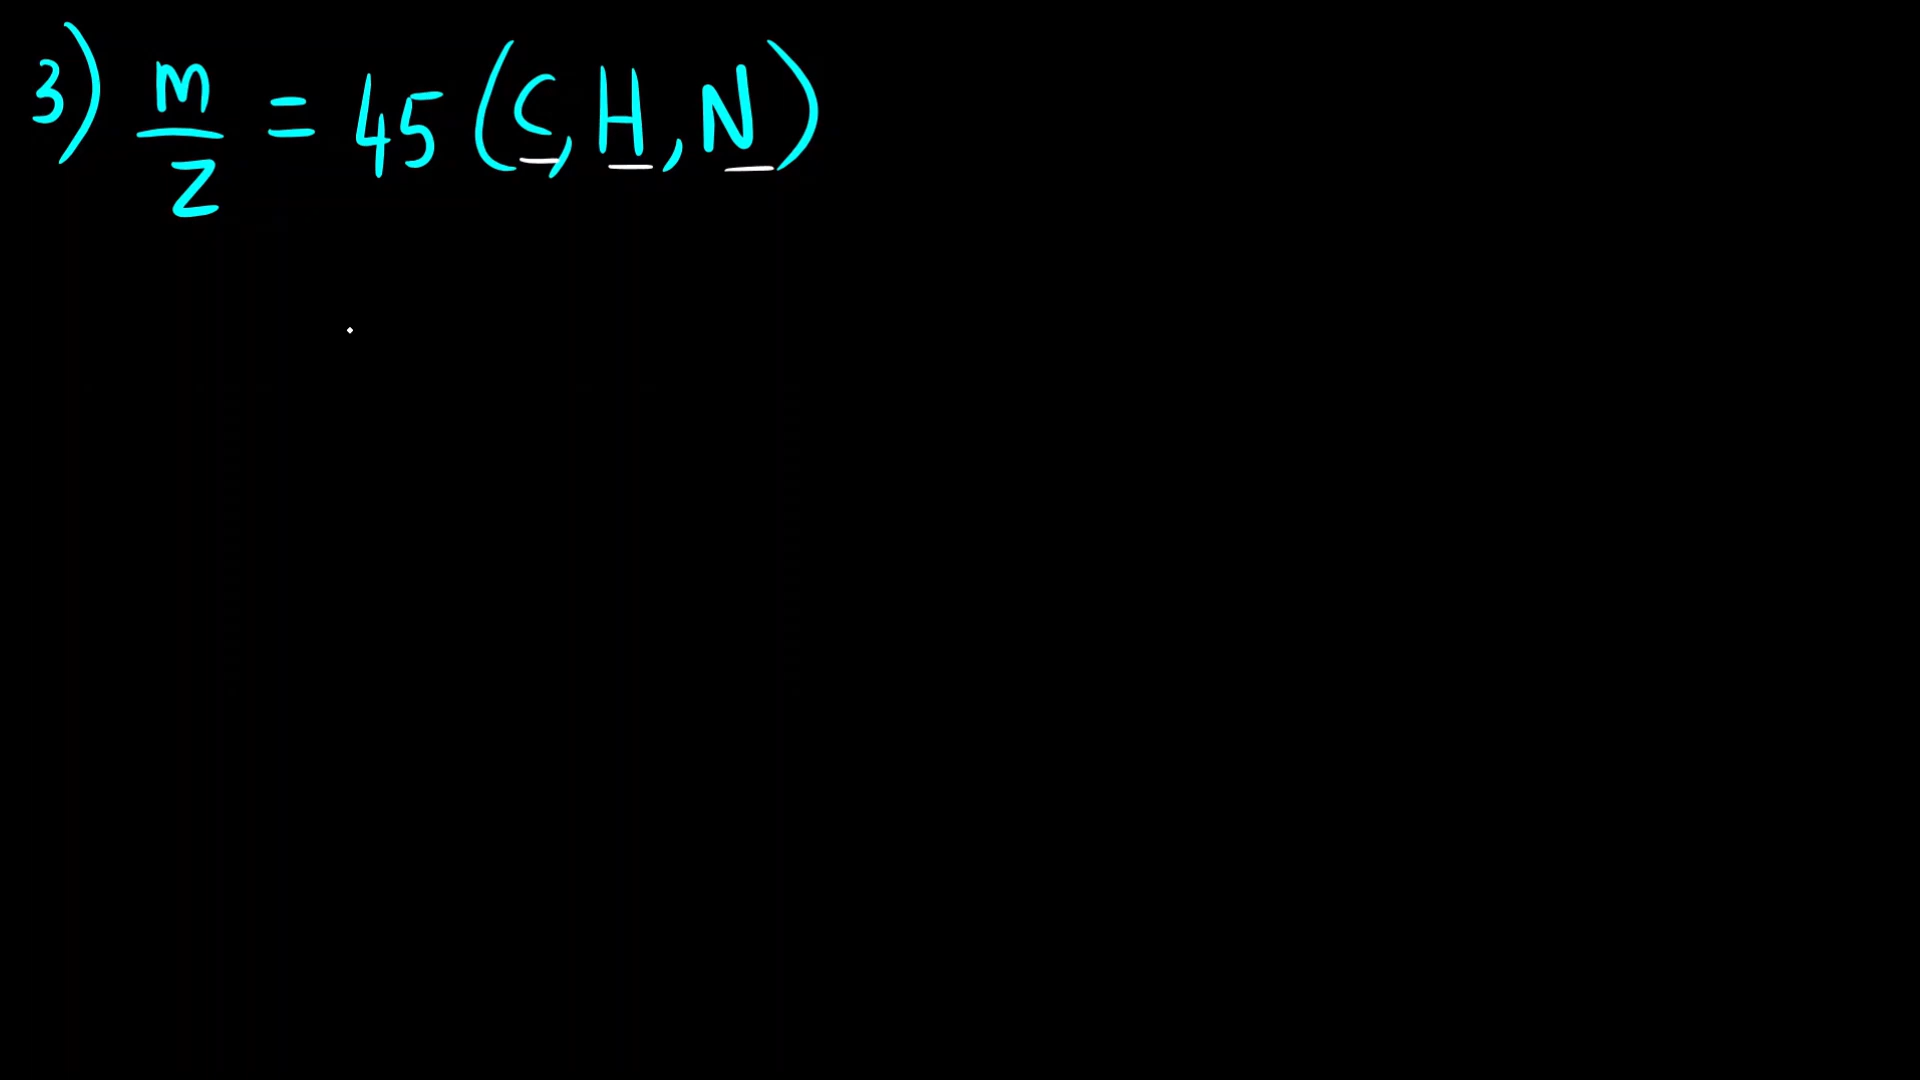 3) m/z = 45 (C, H, N)